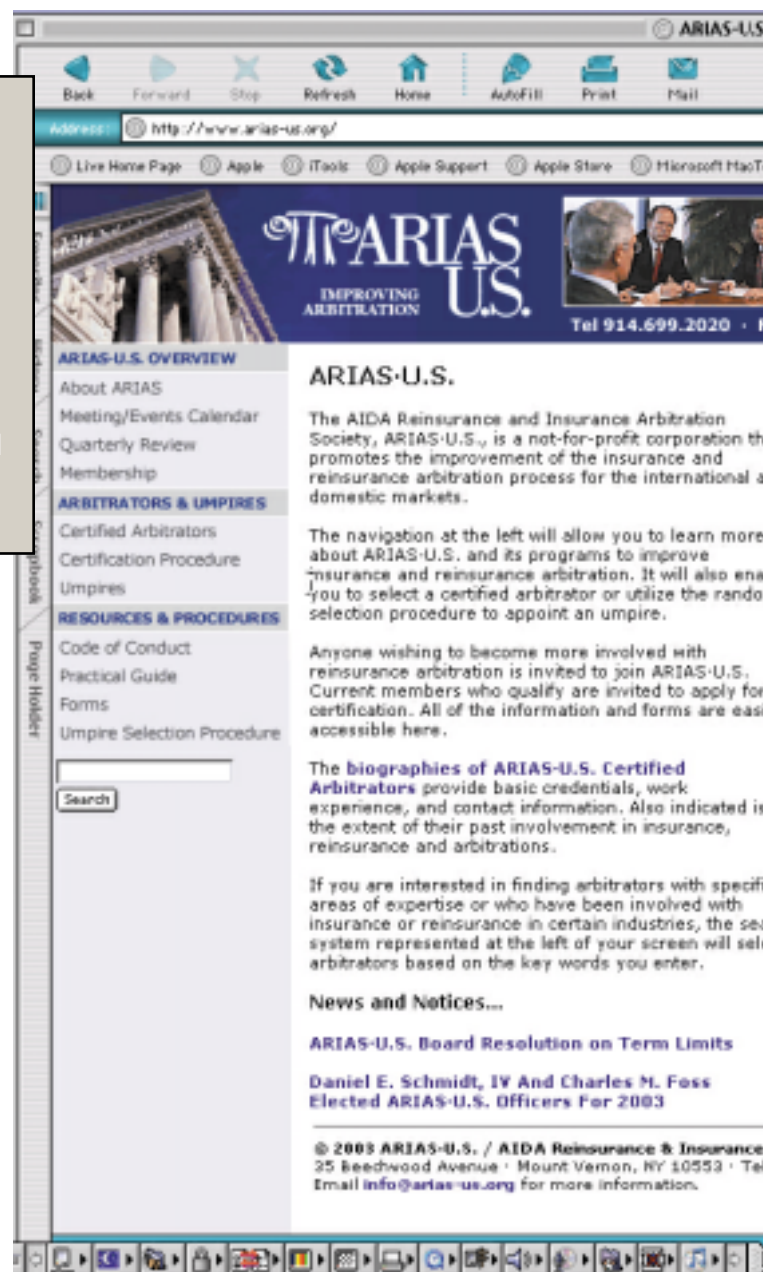 ARIAS-U.S
Back Forward Stop Refresh Home AutoFill Print Mail
Address: http://www.arias-us.org/
Live Home Page Apple iTools Apple Support Apple Store Microsoft MacT
ARIAS
U.S.
IMPROVING
ARBITRATION
Tel 914.699.2020 ·
ARIAS-U.S. OVERVIEW
About ARIAS
Meeting/Events Calendar
Quarterly Review
Membership
ARBITRATORS & UMPIRES
Certified Arbitrators
Certification Procedure
Umpires
RESOURCES & PROCEDURES
Code of Conduct
Practical Guide
Forms
Umpire Selection Procedure
Search
Page Holder
ARIAS·U.S.
The AIDA Reinsurance and Insurance Arbitration
Society, ARIAS·U.S., is a not-for-profit corporation th
promotes the improvement of the insurance and
reinsurance arbitration process for the international a
domestic markets.
The navigation at the left will allow you to learn more
about ARIAS·U.S. and its programs to improve
insurance and reinsurance arbitration. It will also ena
you to select a certified arbitrator or utilize the rando
selection procedure to appoint an umpire.
Anyone wishing to become more involved with
reinsurance arbitration is invited to join ARIAS·U.S.
Current members who qualify are invited to apply for
certification. All of the information and forms are easi
accessible here.
The biographies of ARIAS-U.S. Certified
Arbitrators provide basic credentials, work
experience, and contact information. Also indicated is
the extent of their past involvement in insurance,
reinsurance and arbitrations.
If you are interested in finding arbitrators with specifi
areas of expertise or who have been involved with
insurance or reinsurance in certain industries, the sea
system represented at the left of your screen will sel
arbitrators based on the key words you enter.
News and Notices...
ARIAS-U.S. Board Resolution on Term Limits
Daniel E. Schmidt, IV And Charles M. Foss
Elected ARIAS-U.S. Officers For 2003
© 2003 ARIAS-U.S. / AIDA Reinsurance & Insurance
35 Beechwood Avenue · Mount Vernon, NY 10553 · Tel
Email info@arias-us.org for more information.